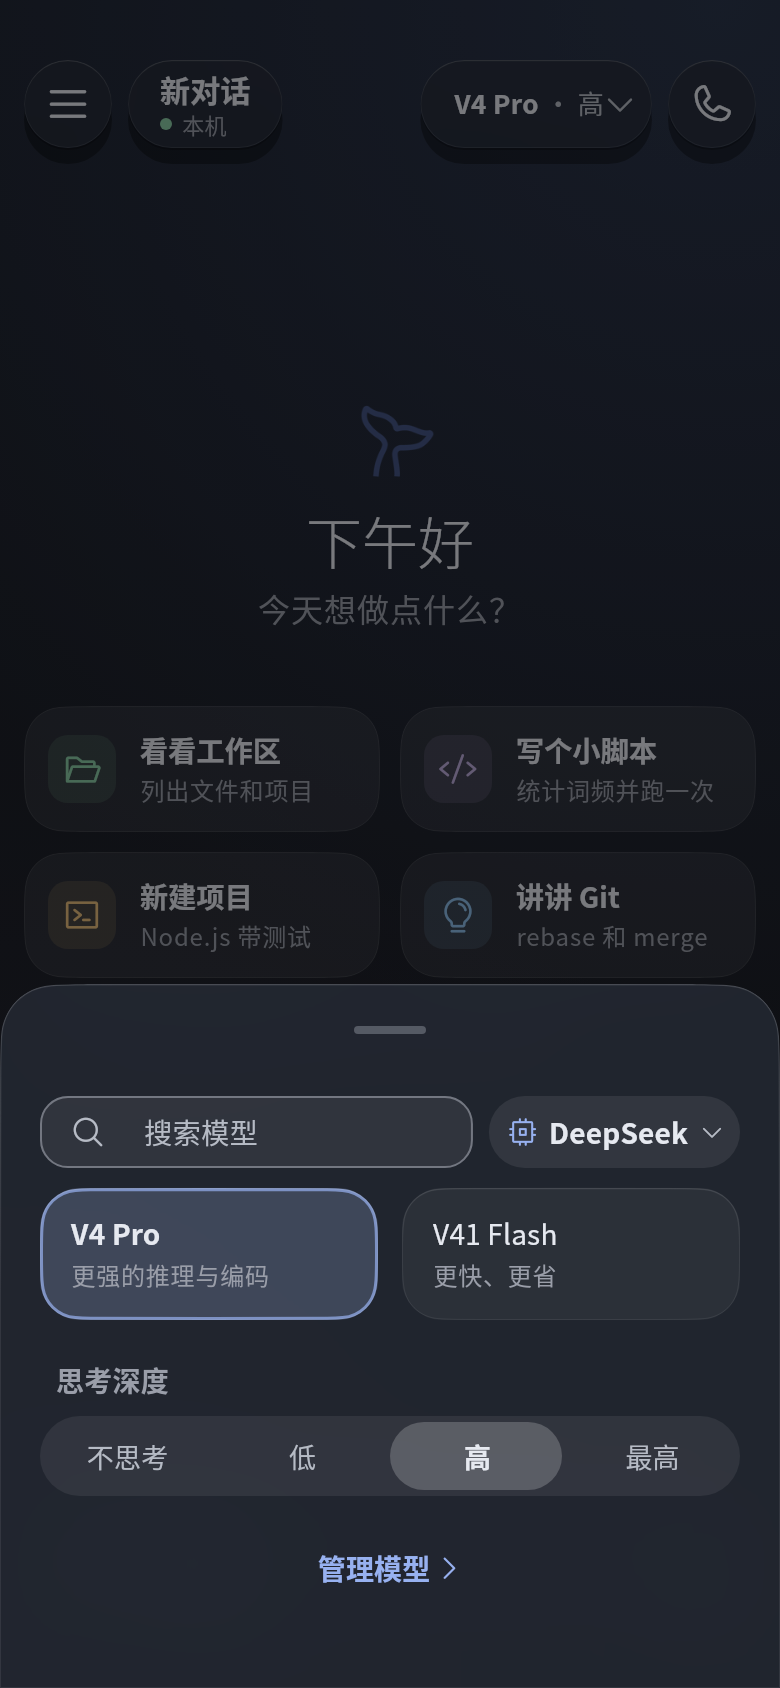 新对话
本机
V4 Pro · 高
下午好
今天想做点什么？
看看工作区
列出文件和项目
写个小脚本
统计词频并跑一次
新建项目
Node.js 带测试
讲讲 Git
rebase 和 merge
搜索模型
DeepSeek
V4 Pro
更强的推理与编码
V41 Flash
更快、更省
思考深度
不思考
低
高
最高
管理模型